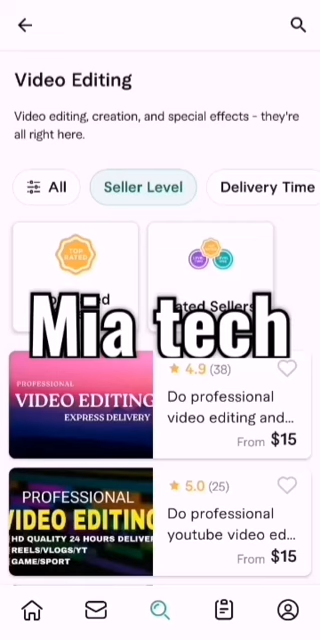 Video Editing
Video editing, creation, and special effects - they're
all right here.
All
Seller Level
Delivery Time
TOP
RATED
ated Sellers
Mia tech
PROFESSIONAL
VIDEO EDITING
EXPRESS DELIVERY
4.9 (38)
Do professional
video editing and...
From $15
PROFESSIONAL
VIDEO EDITING
HD QUALITY 24 HOURS DELIVER
REELS/VLOGS/YT
GAME/SPORT
5.0 (25)
Do professional
youtube video ed...
From $15